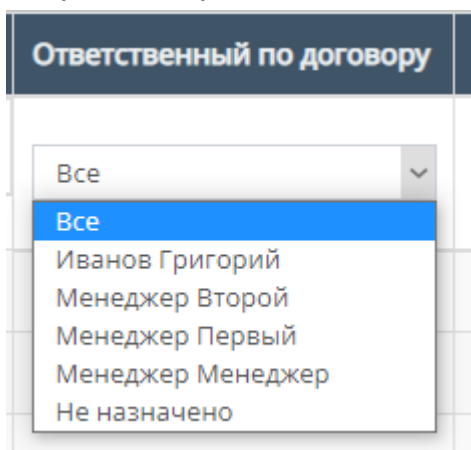 Ответственный по договору
Все
Все
Иванов Григорий
Менеджер Второй
Менеджер Первый
Менеджер Менеджер
Не назначено